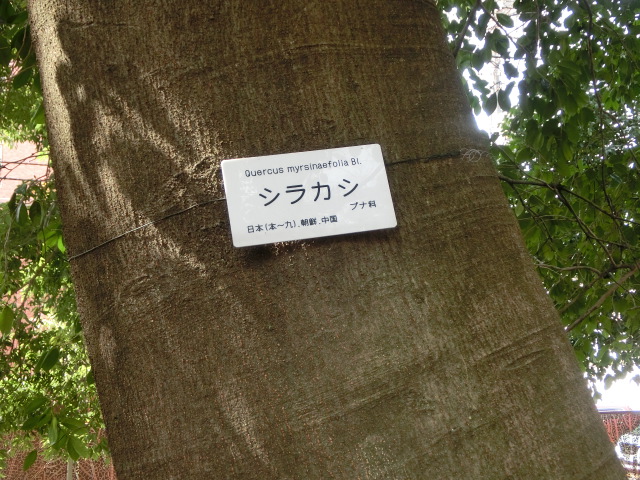 Quercus myrsinaefolia Bl.
シラカシ
ブナ科
日本(本〜九)、朝鮮、中国